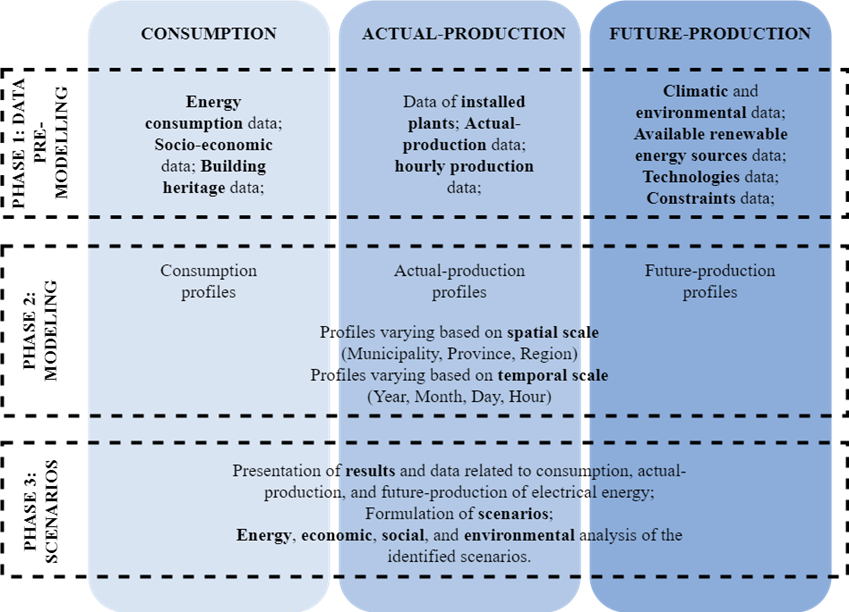 CONSUMPTION
ACTUAL-PRODUCTION
FUTURE-PRODUCTION
PHASE 1: DATA
PRE-
MODELLING
Energy
consumption data;
Socio-economic
data; Building
heritage data;
Data of installed
plants; Actual-
production data;
hourly production
data;
Climatic and
environmental data;
Available renewable
energy sources data;
Technologies data;
Constraints data;
PHASE 2:
MODELING
Consumption
profiles
Actual-production
profiles
Future-production
profiles
Profiles varying based on spatial scale
(Municipality, Province, Region)
Profiles varying based on temporal scale
(Year, Month, Day, Hour)
PHASE 3:
SCENARIOS
Presentation of results and data related to consumption, actual-
production, and future-production of electrical energy;
Formulation of scenarios;
Energy, economic, social, and environmental analysis of the
identified scenarios.